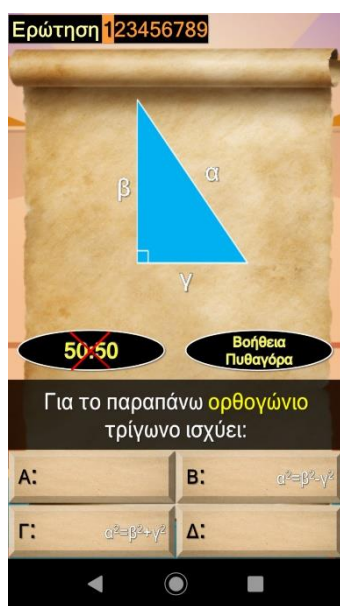 Ερώτηση 123456789
β
α
γ
50:50
Βοήθεια
Πυθαγόρα
Για το παραπάνω ορθογώνιο
τρίγωνο ισχύει:
Α:
Β: α²=β²-γ²
Γ: α²=β²+γ²
Δ: